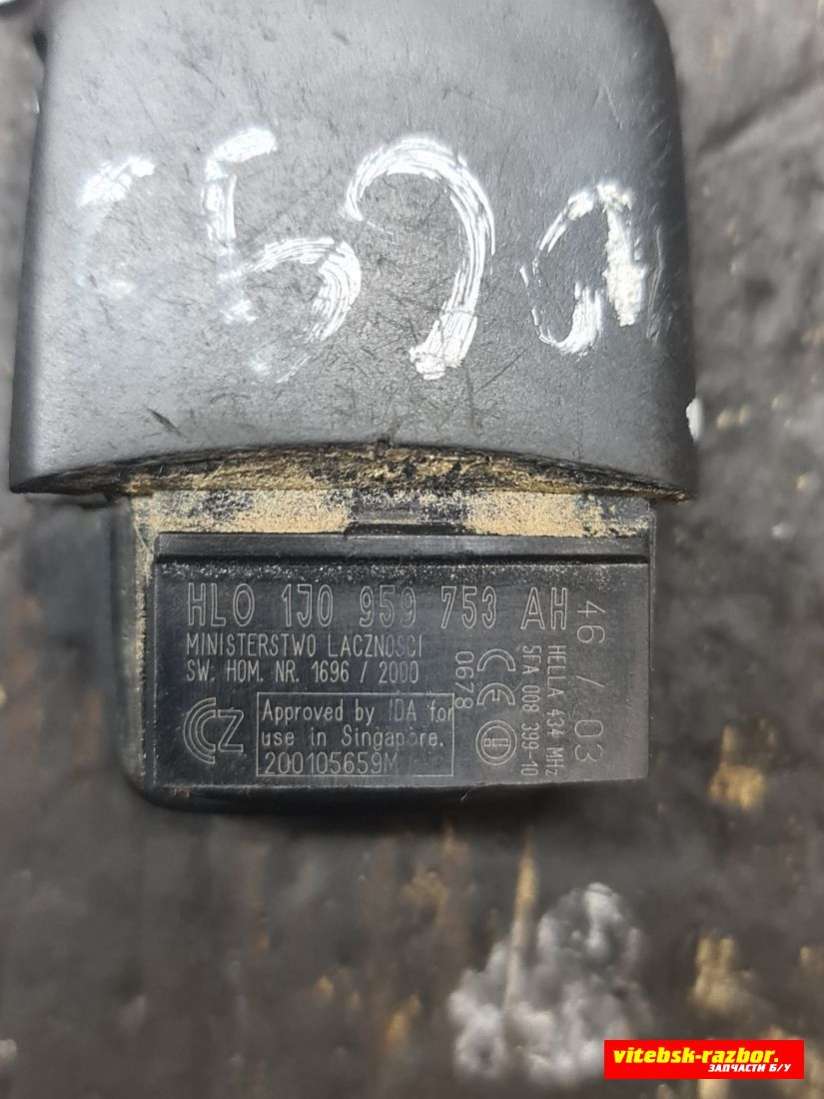 HLO 1J0 959 753 AH
MINISTERSTWO LACZNOSCI
SW. HOM. NR. 1696 / 2000
Approved by IDA for
use in Singapore.
200105659M
0678
CE
HELLA 434 MHz
5FA 008 399-10
46 / 03
vitebsk-razbor.
ЗАПЧАСТИ Б/У